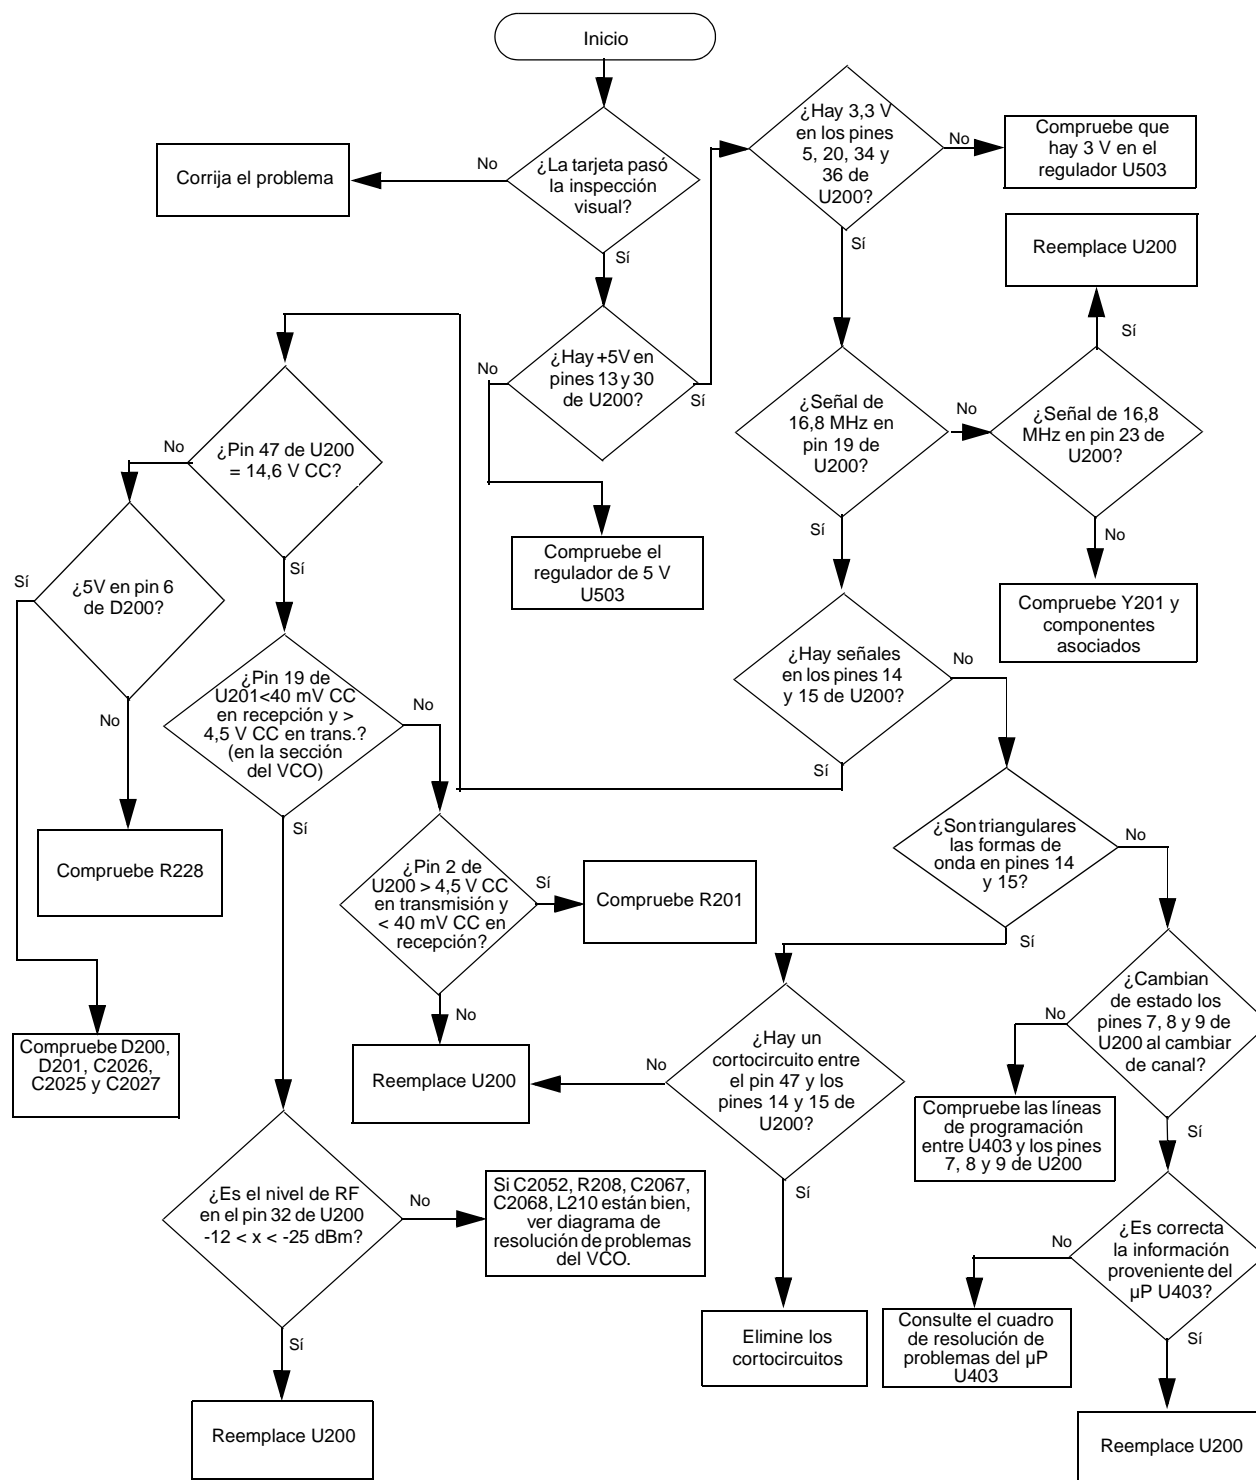 Inicio
¿La tarjeta pasó
la inspección
visual?
No
Corrija el problema
Sí
¿Hay +5V en
pines 13 y 30
de U200?
No
Sí
Compruebe el
regulador de 5 V
U503
¿Hay 3,3 V
en los pines
5, 20, 34 y
36 de
U200?
No
Compruebe que
hay 3 V en el
regulador U503
Sí
¿Señal de
16,8 MHz en
pin 19 de
U200?
No
¿Señal de 16,8
MHz en pin 23 de
U200?
Sí
Reemplace U200
No
Compruebe Y201 y
componentes
asociados
Sí
¿Hay señales
en los pines 14
y 15 de U200?
No
Sí
¿Pin 47 de U200
= 14,6 V CC?
No
¿5V en pin 6
de D200?
Sí
Compruebe D200,
D201, C2026,
C2025 y C2027
No
Compruebe R228
Sí
¿Pin 19 de
U201<40 mV CC
en recepción y >
4,5 V CC en trans.?
(en la sección
del VCO)
No
¿Pin 2 de
U200 > 4,5 V CC
en transmisión y
< 40 mV CC en
recepción?
Sí
Compruebe R201
No
Reemplace U200
Sí
¿Es el nivel de RF
en el pin 32 de U200
-12 < x < -25 dBm?
No
Si C2052, R208, C2067,
C2068, L210 están bien,
ver diagrama de
resolución de problemas
del VCO.
Sí
Reemplace U200
¿Son triangulares
las formas de
onda en pines 14
y 15?
No
Sí
¿Hay un
cortocircuito entre
el pin 47 y los
pines 14 y 15 de
U200?
No
Sí
Elimine los
cortocircuitos
¿Cambian
de estado los
pines 7, 8 y 9 de
U200 al cambiar
de canal?
No
Compruebe las líneas
de programación
entre U403 y los pines
7, 8 y 9 de U200
Sí
¿Es correcta
la información
proveniente del
µP U403?
No
Consulte el cuadro
de resolución de
problemas del µP
U403
Sí
Reemplace U200